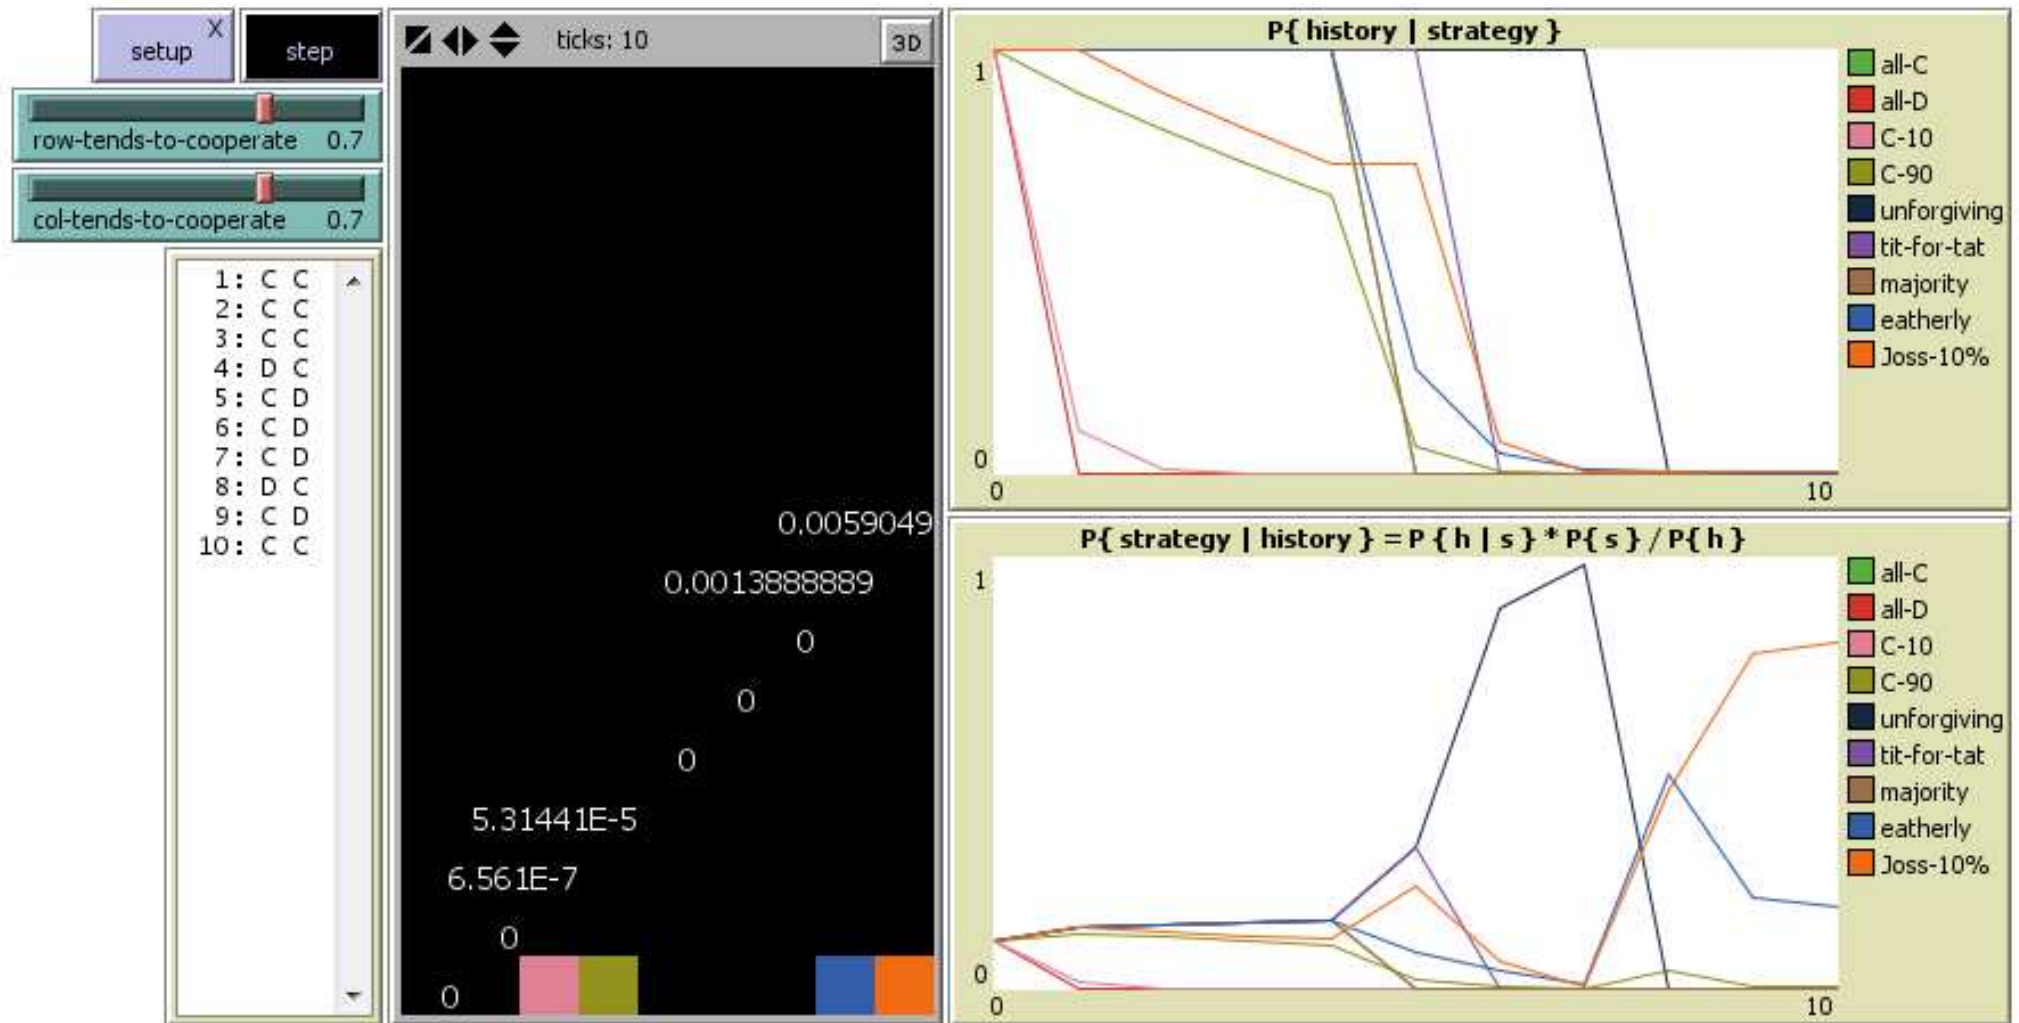 setup X
step
row-tends-to-cooperate 0.7
col-tends-to-cooperate 0.7
1: C C
2: C C
3: C C
4: D C
5: C D
6: C D
7: C D
8: D C
9: C D
10: C C
ticks: 10
3D
0.0059049
0.0013888889
0
0
0
5.31441E-5
6.561E-7
0
0
P{ history | strategy }
1
0
0
10
all-C
all-D
C-10
C-90
unforgiving
tit-for-tat
majority
eatherly
Joss-10%
P{ strategy | history } = P { h | s } * P{ s } / P{ h }
1
0
0
10
all-C
all-D
C-10
C-90
unforgiving
tit-for-tat
majority
eatherly
Joss-10%